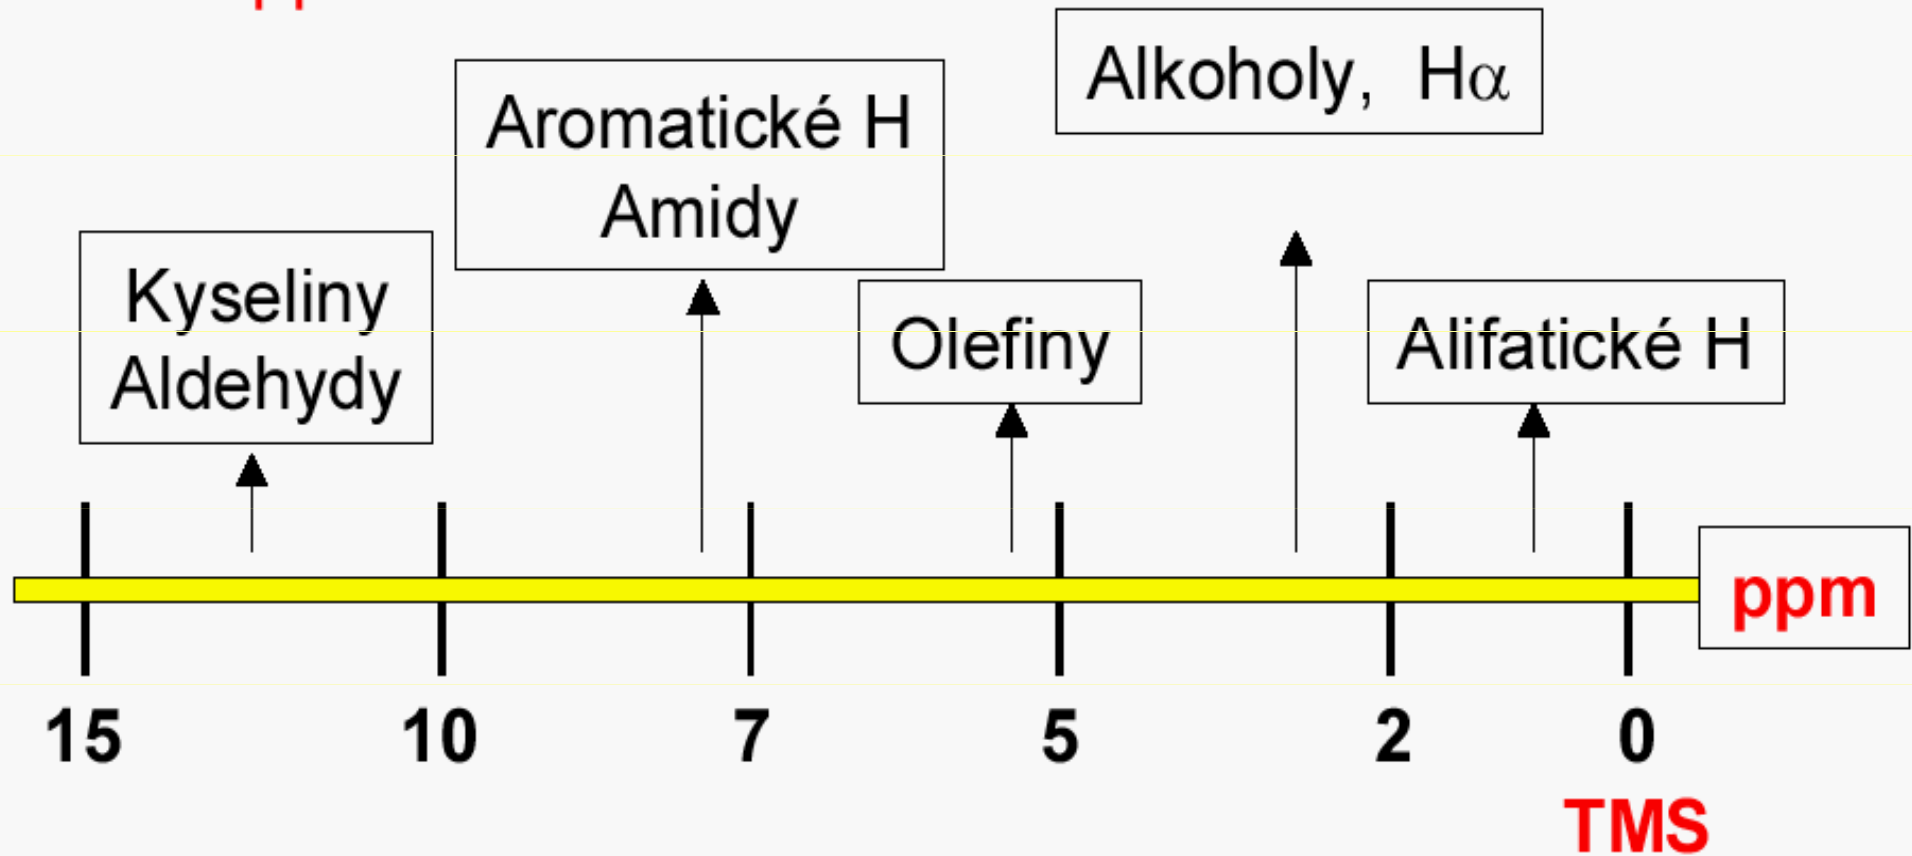 Alkoholy, Hα
Aromatické H
Amidy
Kyseliny
Aldehydy
Olefiny
Alifatické H
ppm
15 10 7 5 2 0
TMS